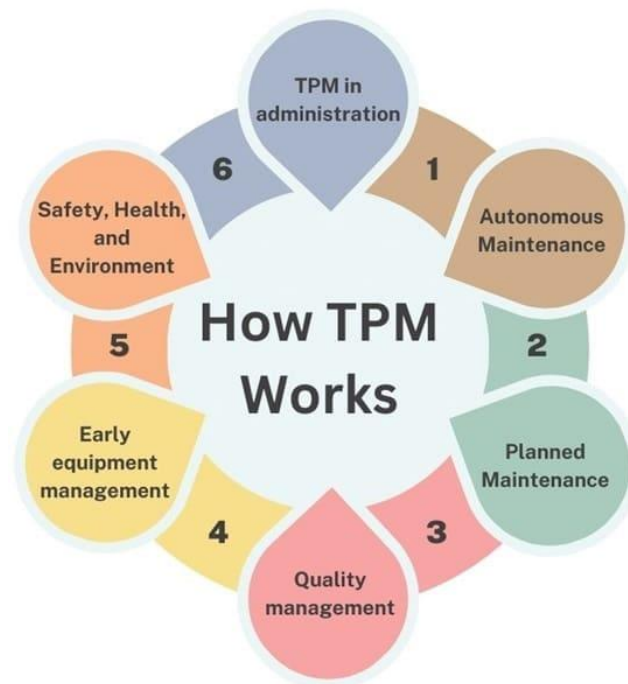 TPM in
administration
6
1
Safety, Health,
and
Environment
Autonomous
Maintenance
How TPM
Works
5
2
Early
equipment
management
Planned
Maintenance
4
3
Quality
management